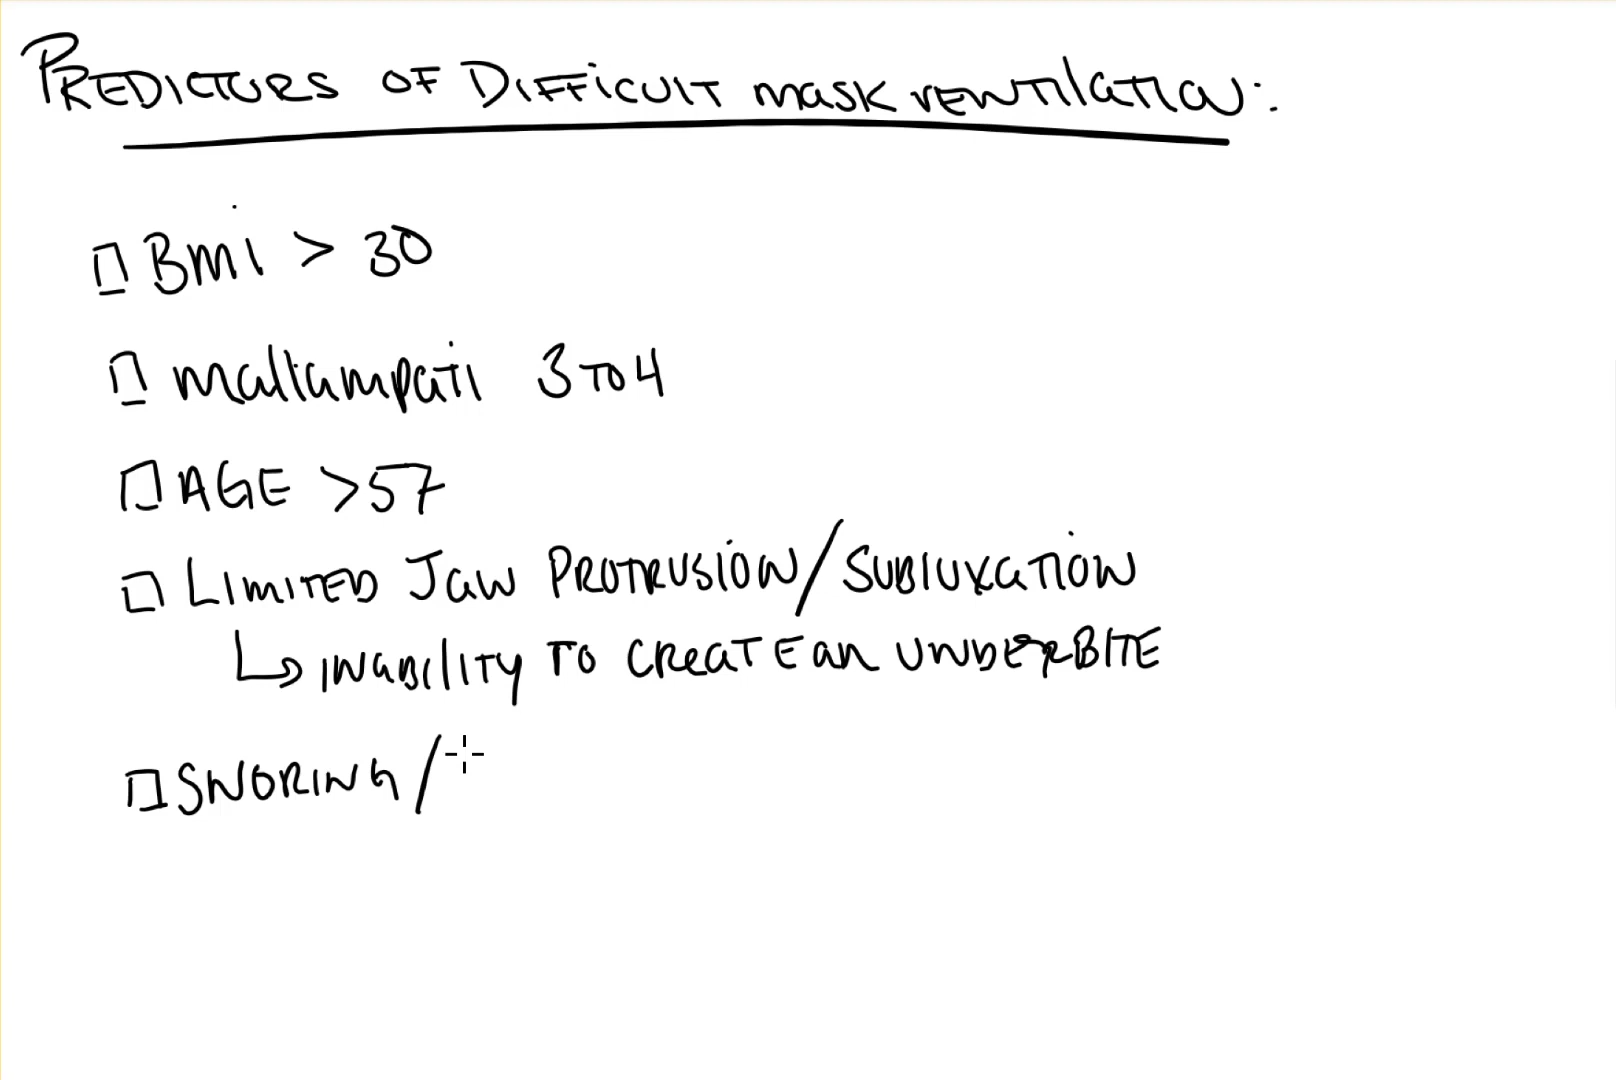 PREDICTORS OF DIFFICULT MASK VENTILATION:
BMI > 30
mallampati 3 TO 4
AGE >57
LIMITED JAW PROTRUSION/SUBLUXATION
↳ INABILITY TO CREATE an UNDERBITE
SNORING /